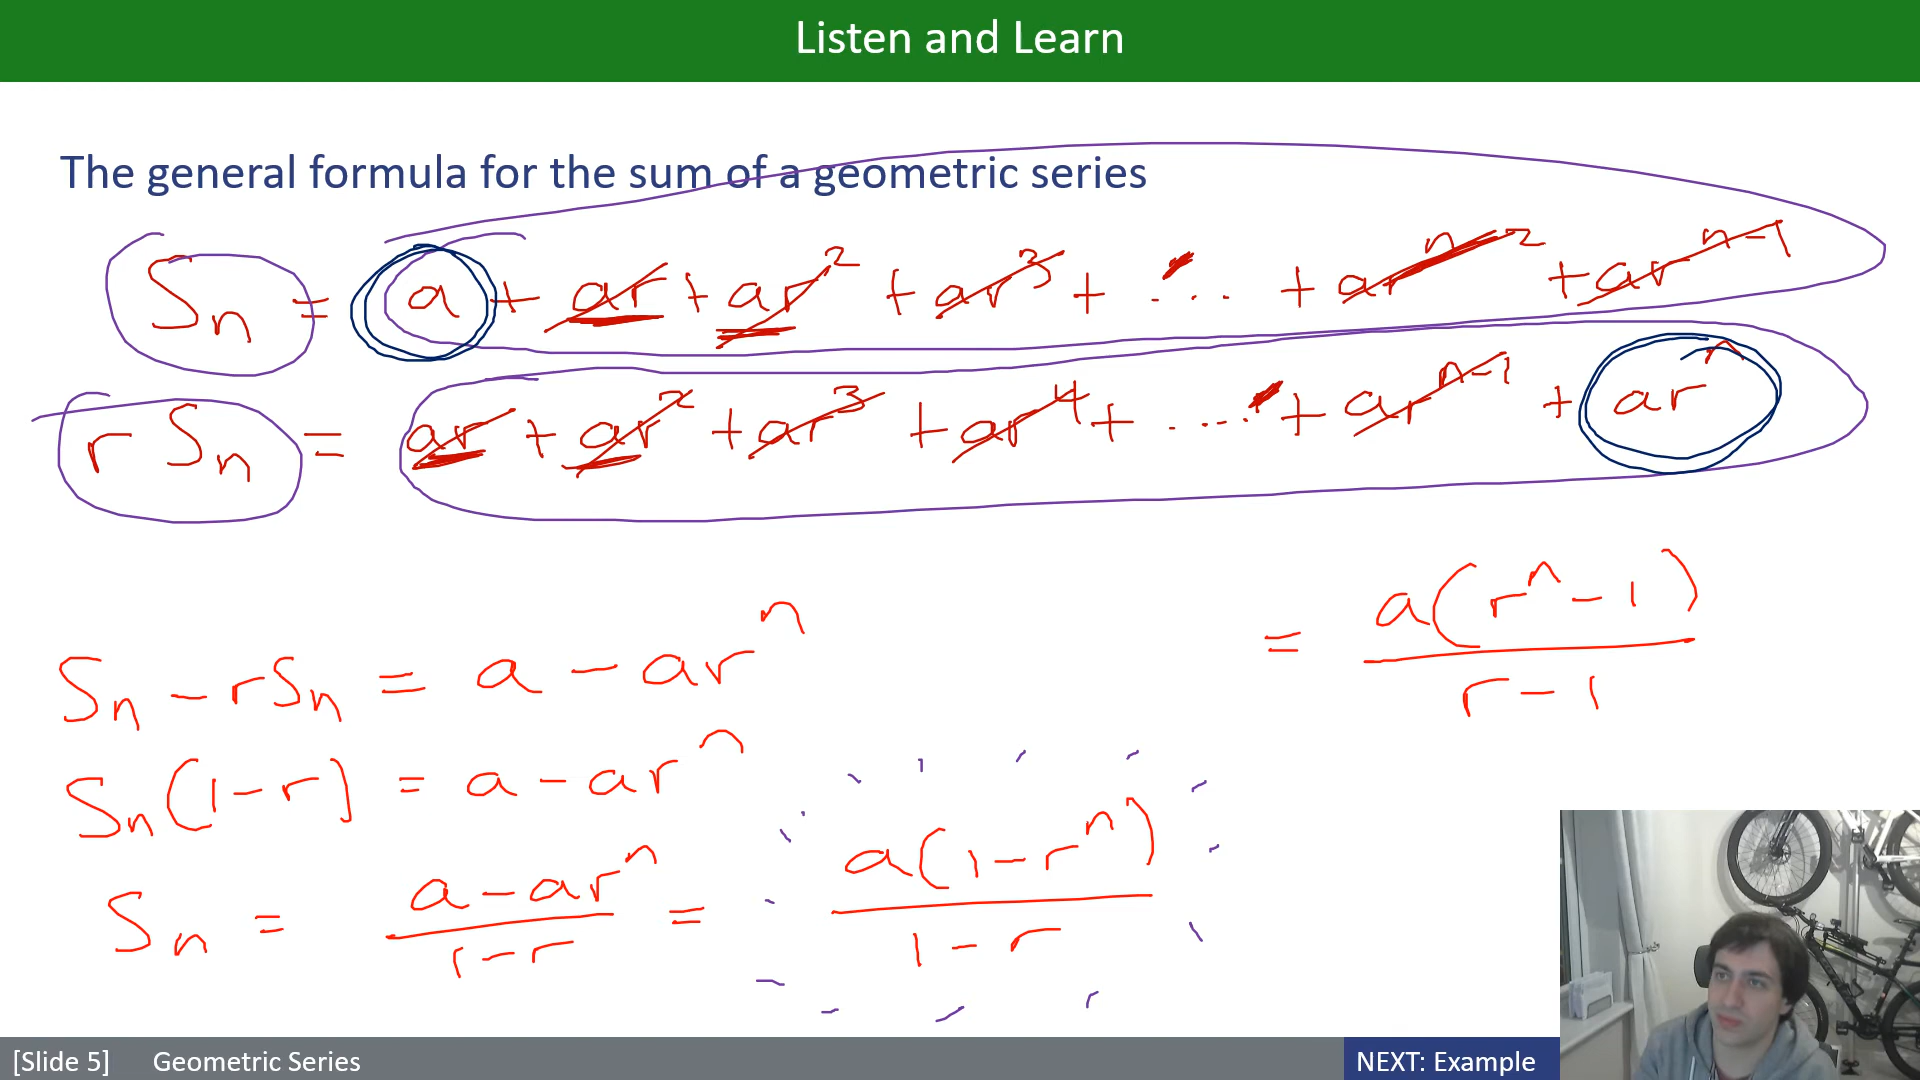 Listen and Learn
The general formula for the sum of a geometric series
Sₙ = a + ar + ar² + ar³ + ... + arⁿ⁻² + arⁿ⁻¹
rSₙ = ar + ar² + ar³ + ar⁴ + .... + arⁿ⁻¹ + arⁿ
Sₙ − rSₙ = a − arⁿ
Sₙ(1−r) = a − arⁿ
Sₙ = (a − arⁿ)/(1−r) = a(1−rⁿ)/(1−r)
= a(rⁿ−1)/(r−1)
[Slide 5] Geometric Series NEXT: Example